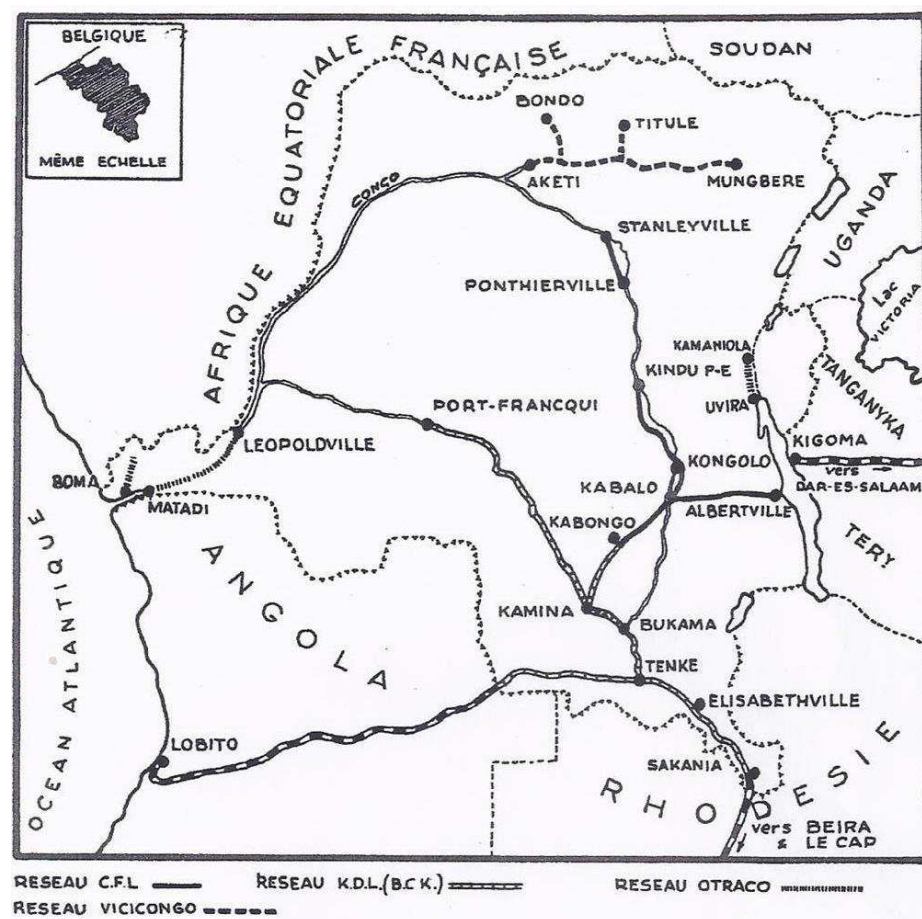 BELGIQUE
MÊME ECHELLE
AFRIQUE EQUATORIALE FRANÇAISE
SOUDAN
BONDO
TITULE
AKETI
MUNGBERE
CONGO
STANLEYVILLE
UGANDA
PONTHIERVILLE
Lac
VICTORIA
KAMANIOLA
KINDU P-E
TANGANYKA
TERY
UVIRA
PORT-FRANCQUI
LEOPOLDVILLE
KIGOMA
vers
DAR-ES-SALAAM
KONGOLO
BOMA
MATADI
KABALO
ALBERTVILLE
KABONGO
OCEAN ATLANTIQUE
ANGOLA
KAMINA
BUKAMA
TENKE
ELISABETHVILLE
LOBITO
SAKANIA
RHODESIE
vers BEIRA
& LE CAP
RESEAU C.F.L
RESEAU K.D.L.(B.C.K.)
RESEAU OTRACO
RESEAU VICICONGO